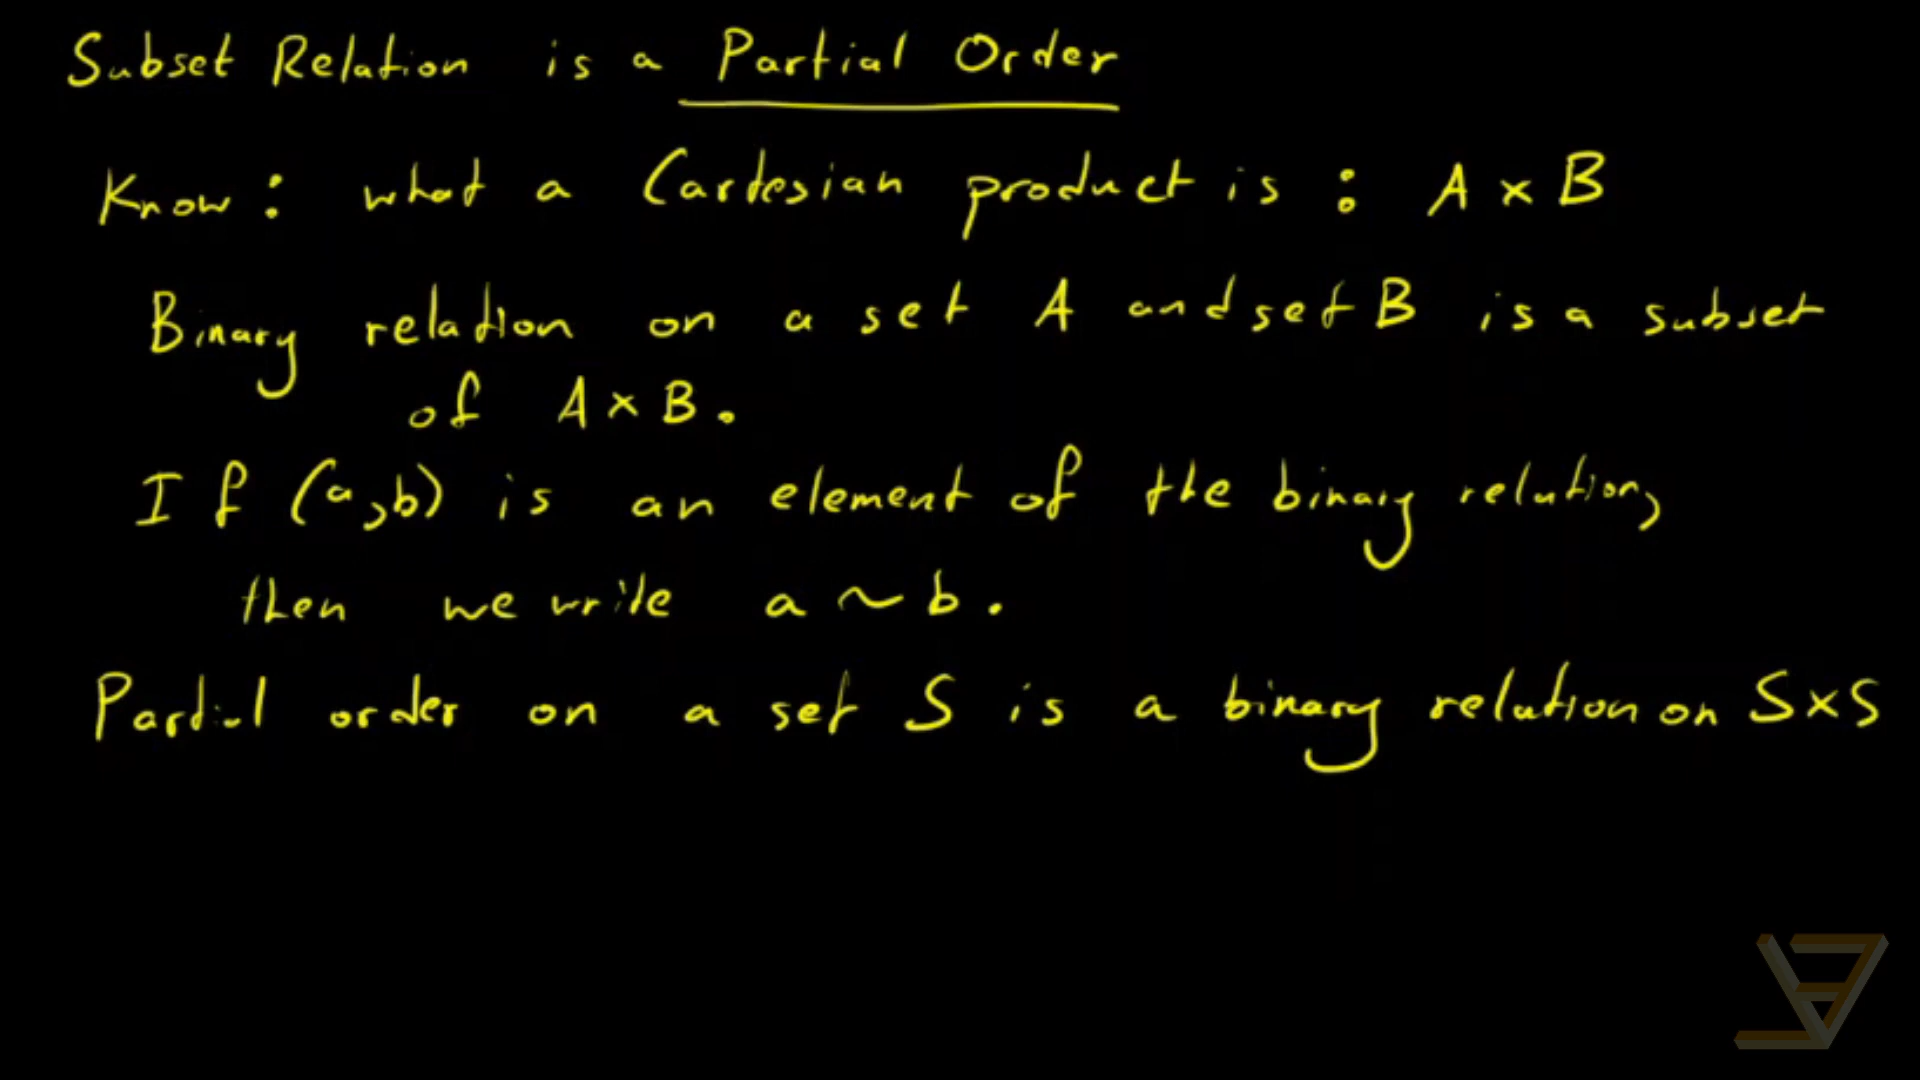 Subset Relation is a Partial Order
Know: what a Cartesian product is: A × B
Binary relation on a set A and set B is a subset
of A × B.
If (a,b) is an element of the binary relation,
then we write a ~ b.
Partial order on a set S is a binary relation on S×S